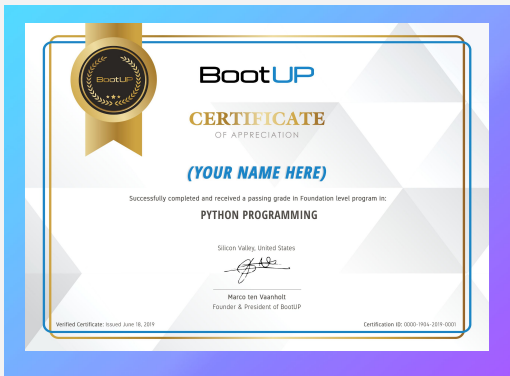 BootUP
BootUP
CERTIFICATE
OF APPRECIATION
(YOUR NAME HERE)
Successfully completed and received a passing grade in Foundation level program in:
PYTHON PROGRAMMING
Silicon Valley, United States
Marco ten Vaanholt
Founder & President of BootUP
Verified Certificate: Issued June 18, 2019
Certification ID: 0000-1904-2019-0001